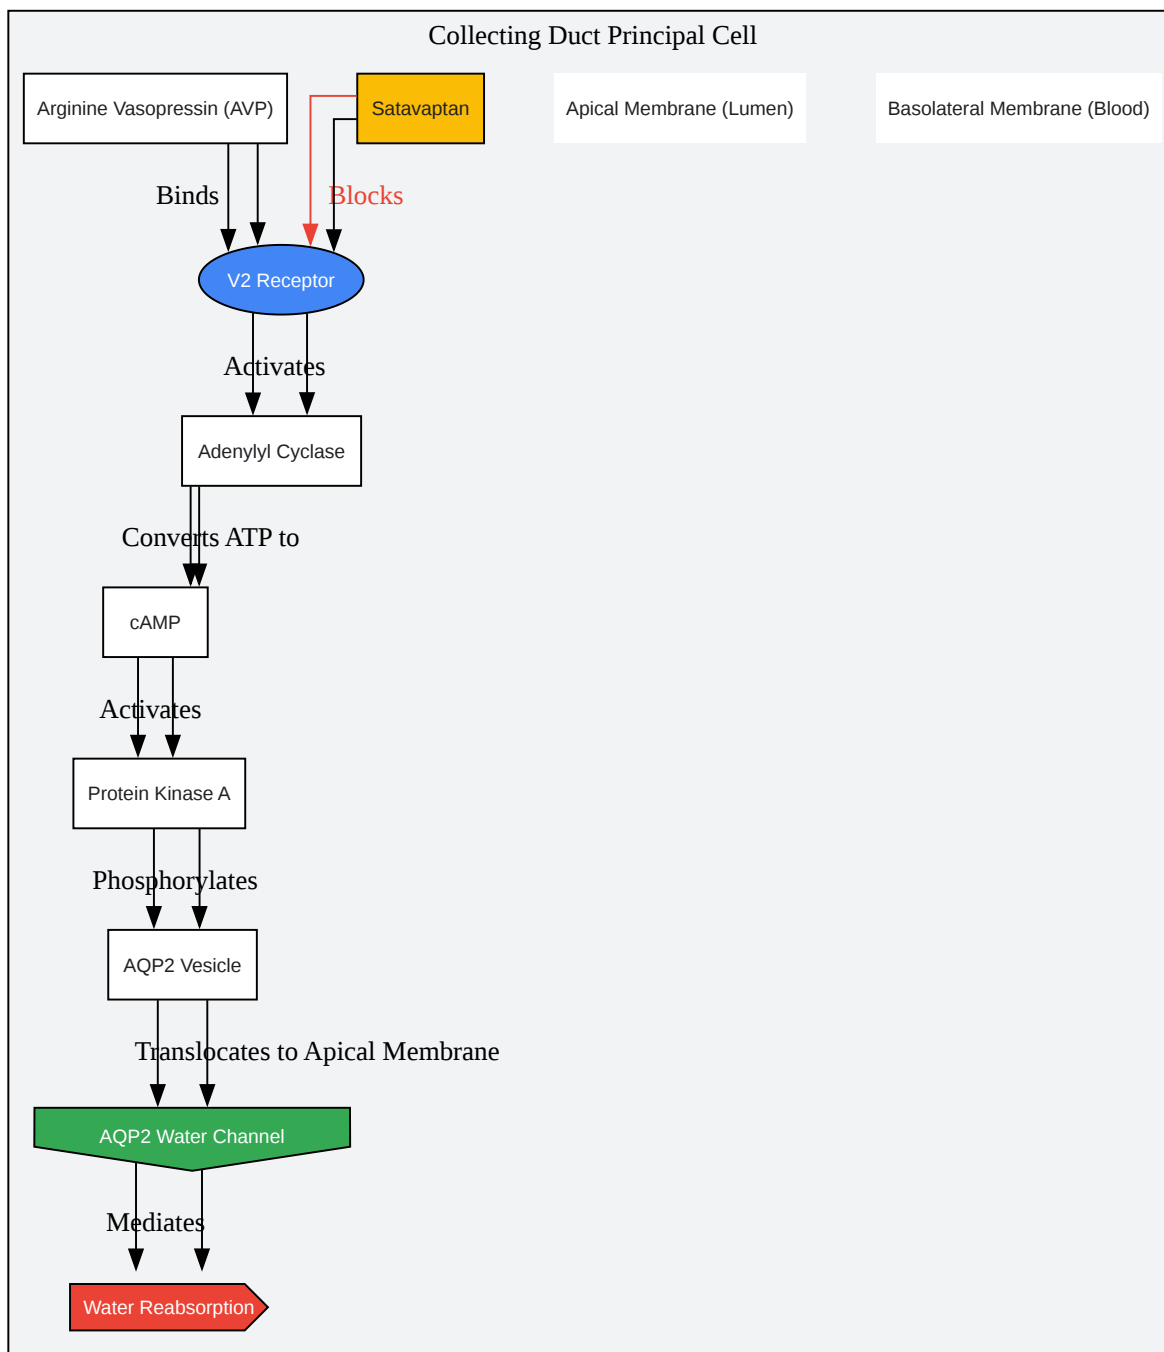 Collecting Duct Principal Cell
Arginine Vasopressin (AVP)
Satavaptan
Apical Membrane (Lumen)
Basolateral Membrane (Blood)
Binds
Blocks
V2 Receptor
Activates
Adenylyl Cyclase
Converts ATP to
cAMP
Activates
Protein Kinase A
Phosphorylates
AQP2 Vesicle
Translocates to Apical Membrane
AQP2 Water Channel
Mediates
Water Reabsorption